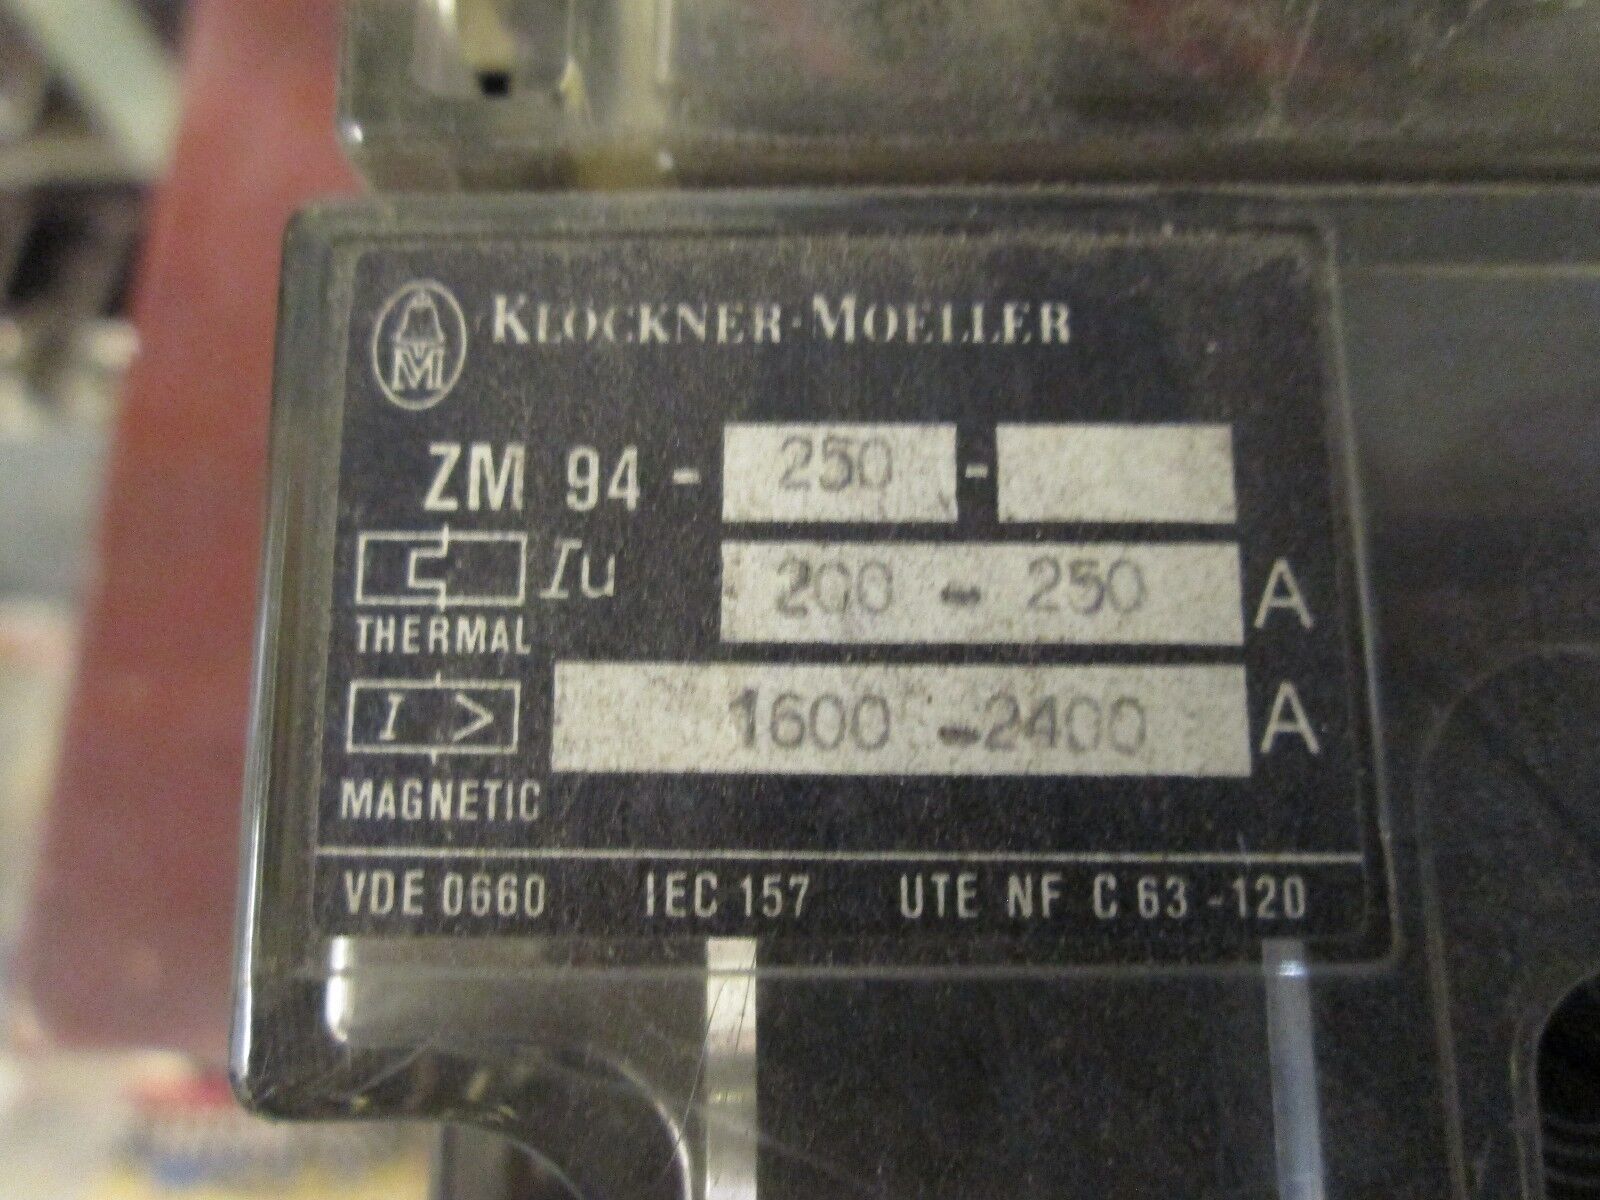 KLOCKNER-MOELLER
M
ZM 94 - 250 -
Iu 200 - 250 A
THERMAL
I > 1600 - 2400 A
MAGNETIC
VDE 0660 IEC 157 UTE NF C 63-120